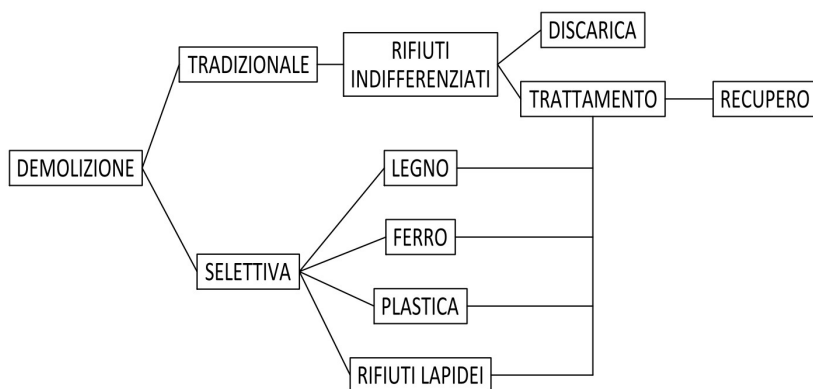 DISCARICA
RIFIUTI
INDIFFERENZIATI
TRADIZIONALE
TRATTAMENTO
RECUPERO
DEMOLIZIONE
LEGNO
FERRO
SELETTIVA
PLASTICA
RIFIUTI LAPIDEI